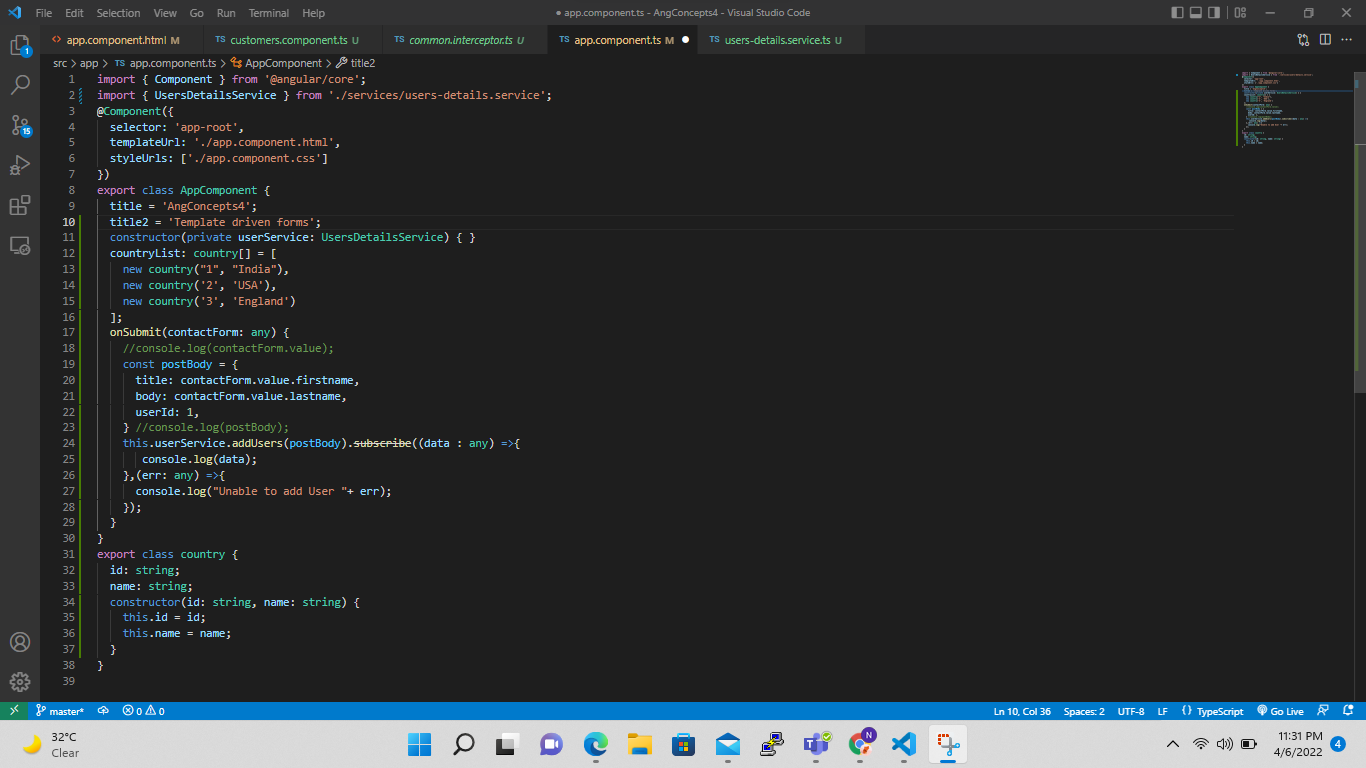 File Edit Selection View Go Run Terminal Help
● app.component.ts - AngConcepts4 - Visual Studio Code
<> app.component.html M
TS customers.component.ts U
TS common.interceptor.ts U
TS app.component.ts M ●
TS users-details.service.ts U
src > app > TS app.component.ts > AppComponent > title2
1 import { Component } from '@angular/core';
2 import { UsersDetailsService } from './services/users-details.service';
3 @Component({
4 selector: 'app-root',
5 templateUrl: './app.component.html',
6 styleUrls: ['./app.component.css']
7 })
8 export class AppComponent {
9 title = 'AngConcepts4';
10 title2 = 'Template driven forms';
11 constructor(private userService: UsersDetailsService) { }
12 countryList: country[] = [
13 new country("1", "India"),
14 new country('2', 'USA'),
15 new country('3', 'England')
16 ];
17 onSubmit(contactForm: any) {
18 //console.log(contactForm.value);
19 const postBody = {
20 title: contactForm.value.firstname,
21 body: contactForm.value.lastname,
22 userId: 1,
23 } //console.log(postBody);
24 this.userService.addUsers(postBody).subscribe((data : any) =>{
25 console.log(data);
26 },(err: any) =>{
27 console.log("Unable to add User "+ err);
28 });
29 }
30 }
31 export class country {
32 id: string;
33 name: string;
34 constructor(id: string, name: string) {
35 this.id = id;
36 this.name = name;
37 }
38 }
39
1
15
master* 0 0
Ln 10, Col 36 Spaces: 2 UTF-8 LF {} TypeScript Go Live
32°C
Clear
N
11:31 PM
4/6/2022
4